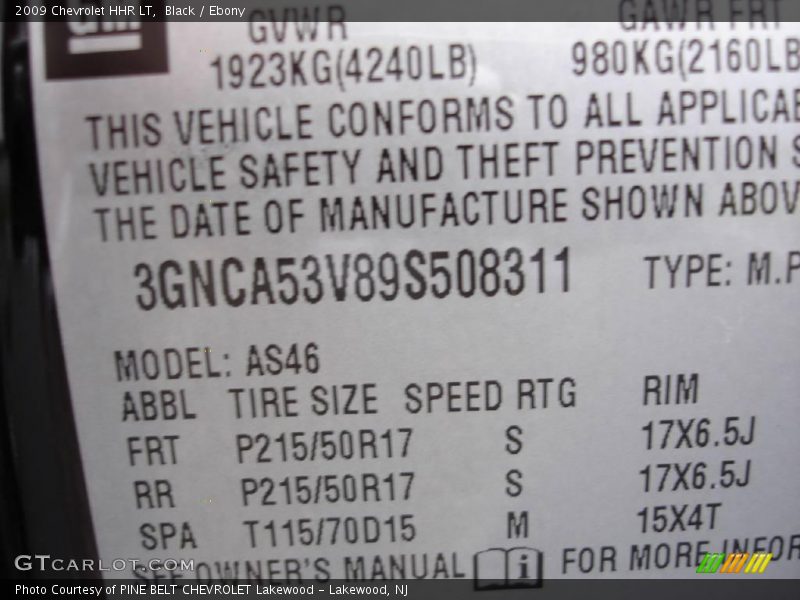 2009 Chevrolet HHR LT, Black / Ebony
GM
GVWR GAWR FRT
1923KG(4240LB) 980KG(2160LB
THIS VEHICLE CONFORMS TO ALL APPLICAB
VEHICLE SAFETY AND THEFT PREVENTION S
THE DATE OF MANUFACTURE SHOWN ABOV
3GNCA53V89S508311 TYPE: M.P
MODEL: AS46
ABBL TIRE SIZE SPEED RTG RIM
FRT P215/50R17 S 17X6.5J
RR P215/50R17 S 17X6.5J
SPA T115/70D15 M 15X4T
SEE OWNER'S MANUAL i FOR MORE INFOR
GTCARLOT.COM
Photo Courtesy of PINE BELT CHEVROLET Lakewood - Lakewood, NJ